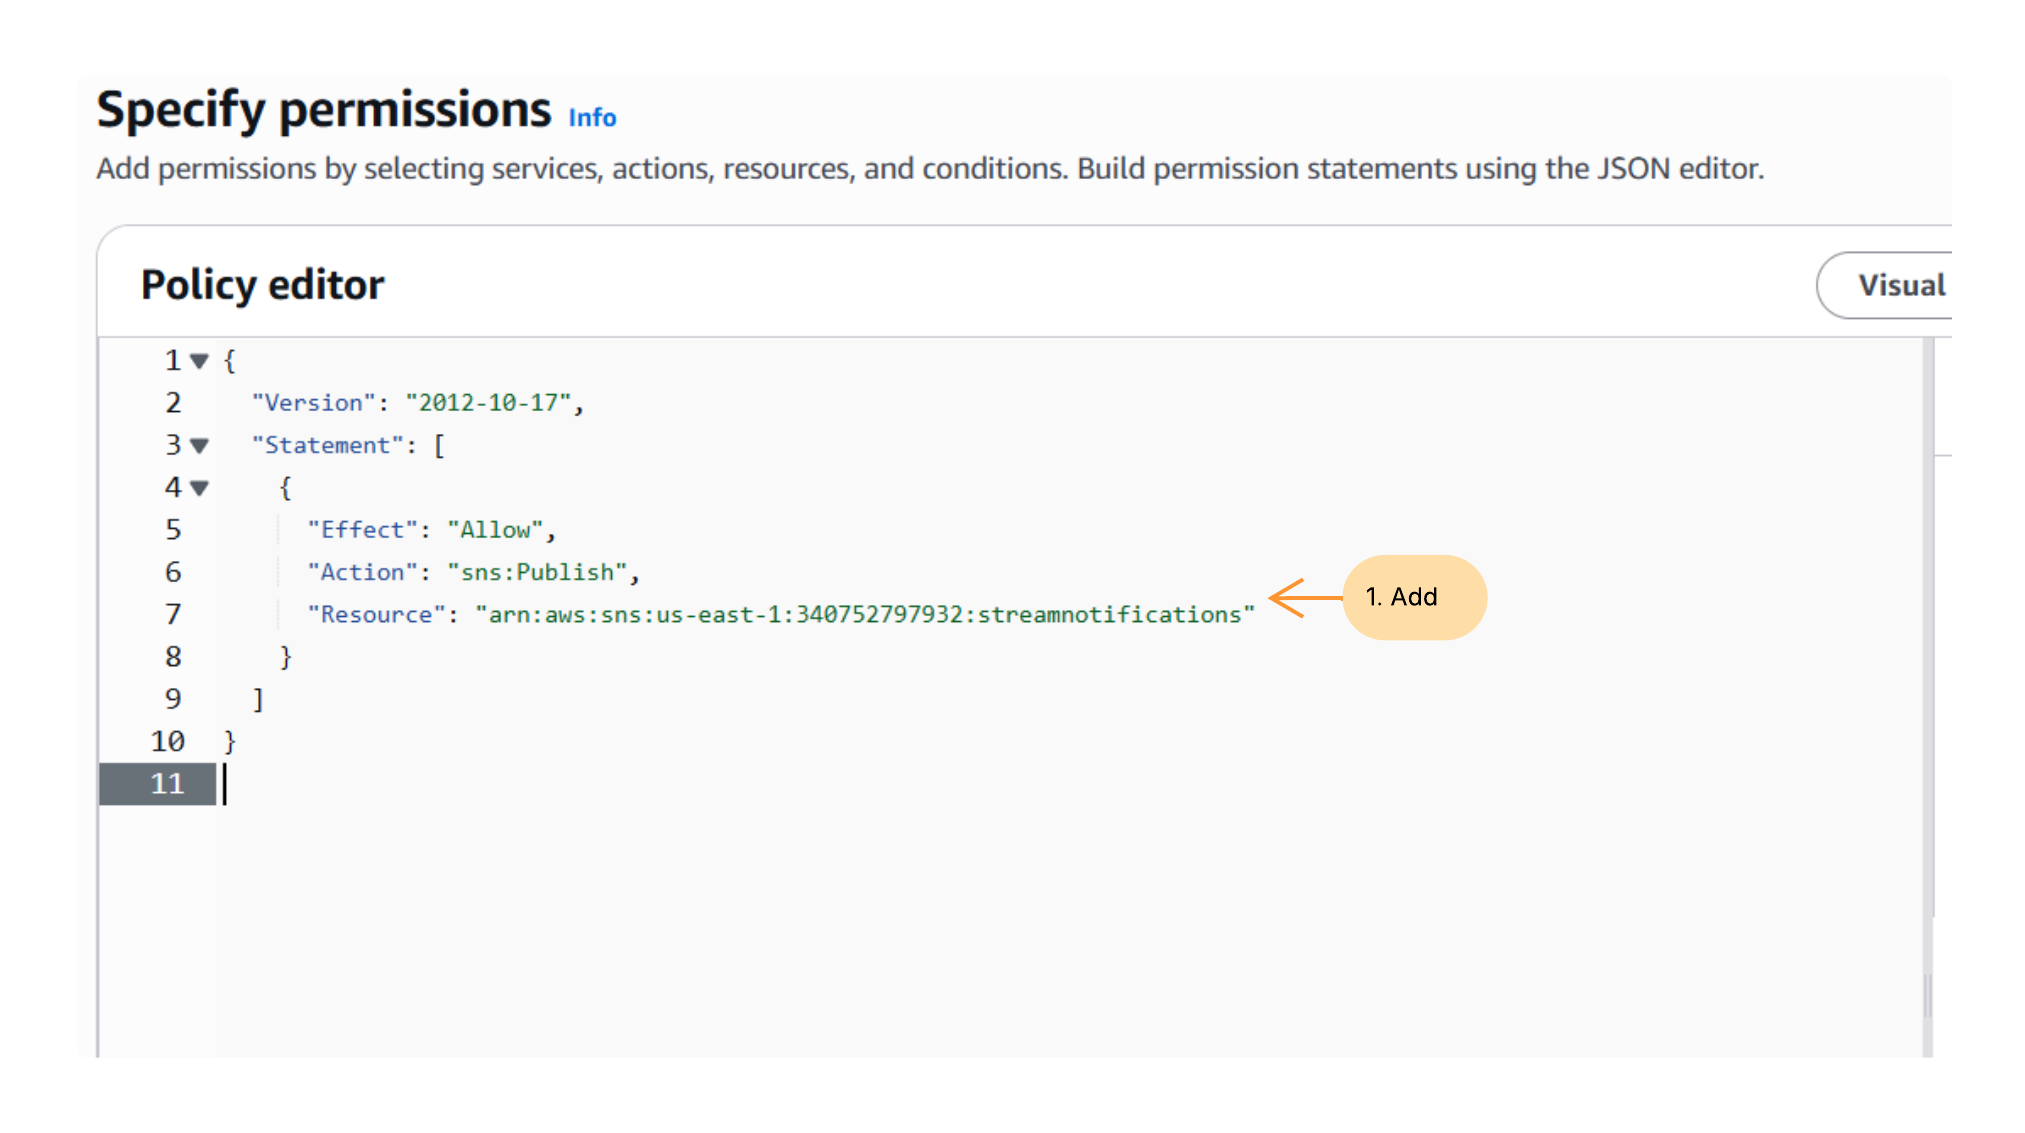 Specify permissions Info
Add permissions by selecting services, actions, resources, and conditions. Build permission statements using the JSON editor.
Policy editor
Visual
1 {
2 "Version": "2012-10-17",
3 "Statement": [
4 {
5 "Effect": "Allow",
6 "Action": "sns:Publish",
7 "Resource": "arn:aws:sns:us-east-1:340752797932:streamnotifications"
1. Add
8 }
9 ]
10 }
11